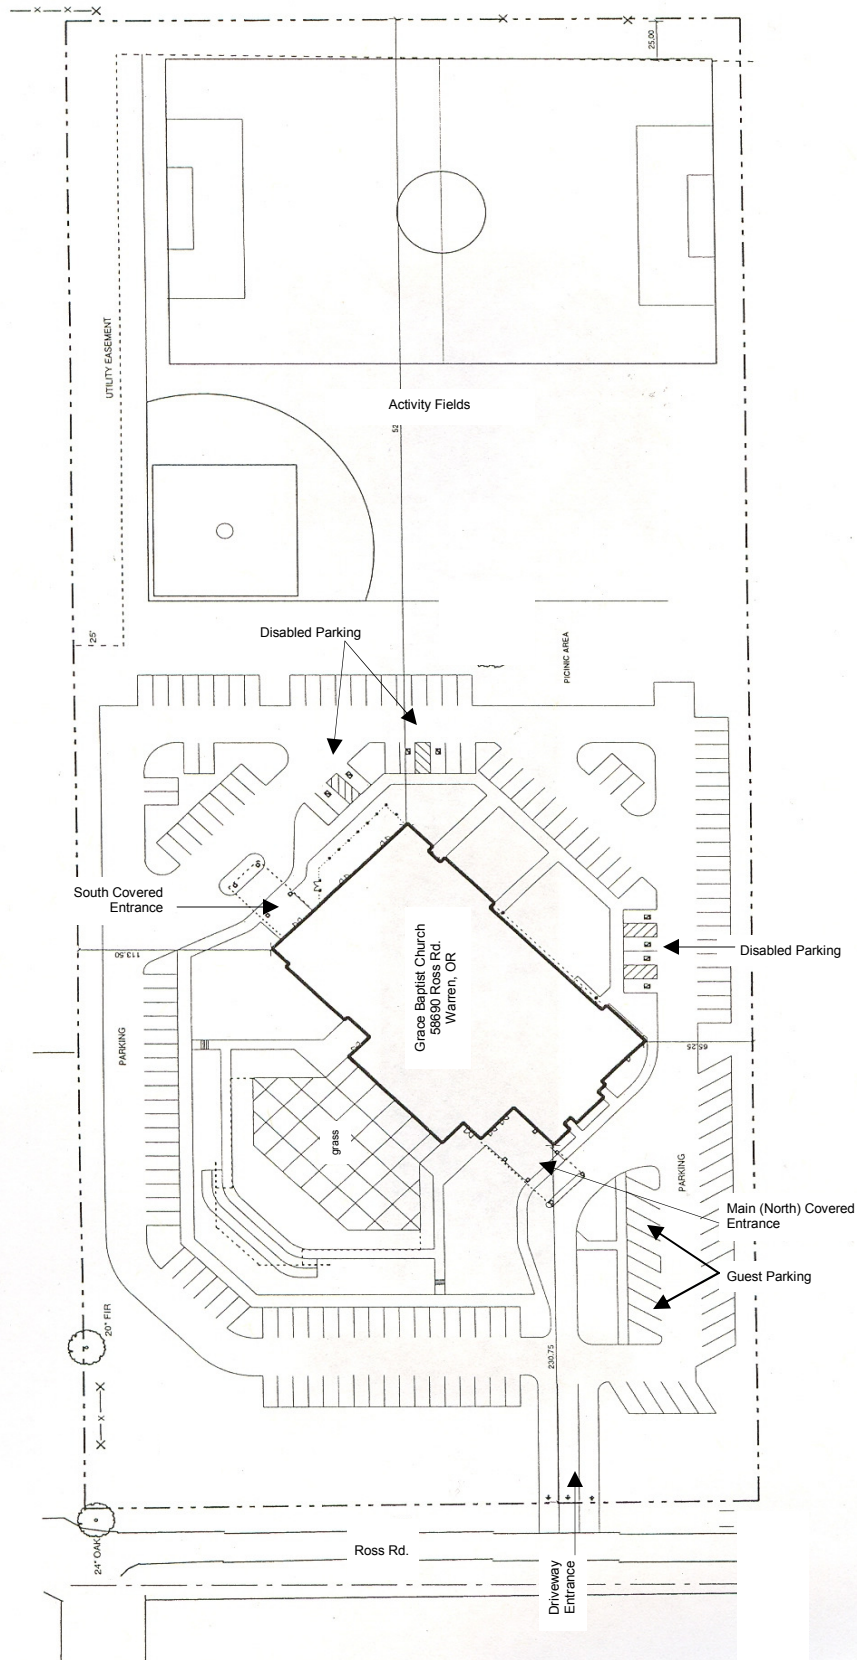 25.00
UTILITY EASEMENT
Activity Fields
52
25'
Disabled Parking
PICINIC AREA
South Covered
Entrance
113.50
Grace Baptist Church
58690 Ross Rd.
Warren, OR
Disabled Parking
65.25
PARKING
grass
PARKING
Main (North) Covered
Entrance
Guest Parking
20" FIR
230.75
24" OAK
Ross Rd.
Driveway
Entrance